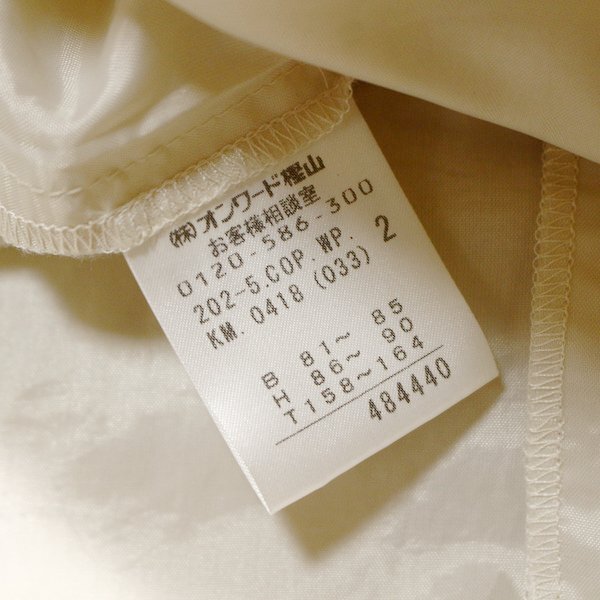 (株)オンワード樫山
お客様相談室
0120-586-300
202-5.COP.WP. 2
KM. 0418 (033)
B 81～ 85
H 86～ 90
T158～164
484440